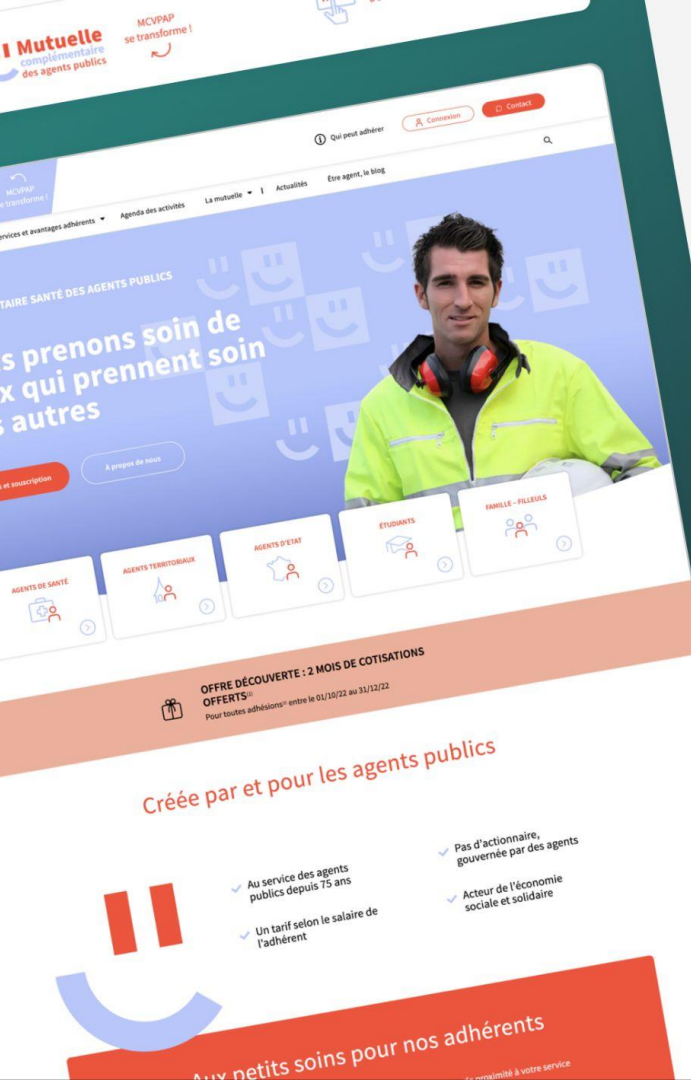 Mutuelle
complémentaire
des agents publics
MCVPAP
se transforme !
Qui peut adhérer
Connexion
Contact
MCVPAP
se transforme !
ervices et avantages adhérents
Agenda des activités
La mutuelle
Actualités
Être agent, le blog
TAIRE SANTÉ DES AGENTS PUBLICS
s prenons soin de
x qui prennent soin
s autres
s et souscription
À propos de nous
AGENTS DE SANTÉ
AGENTS TERRITORIAUX
AGENTS D'ETAT
ÉTUDIANTS
FAMILLE – FILLEULS
OFFRE DÉCOUVERTE : 2 MOIS DE COTISATIONS
OFFERTS⁽¹⁾
Pour toutes adhésions entre le 01/10/22 au 31/12/22
Créée par et pour les agents publics
Au service des agents
publics depuis 75 ans
Un tarif selon le salaire de
l'adhérent
Pas d'actionnaire,
gouvernée par des agents
Acteur de l'économie
sociale et solidaire
Aux petits soins pour nos adhérents
de proximité à votre service